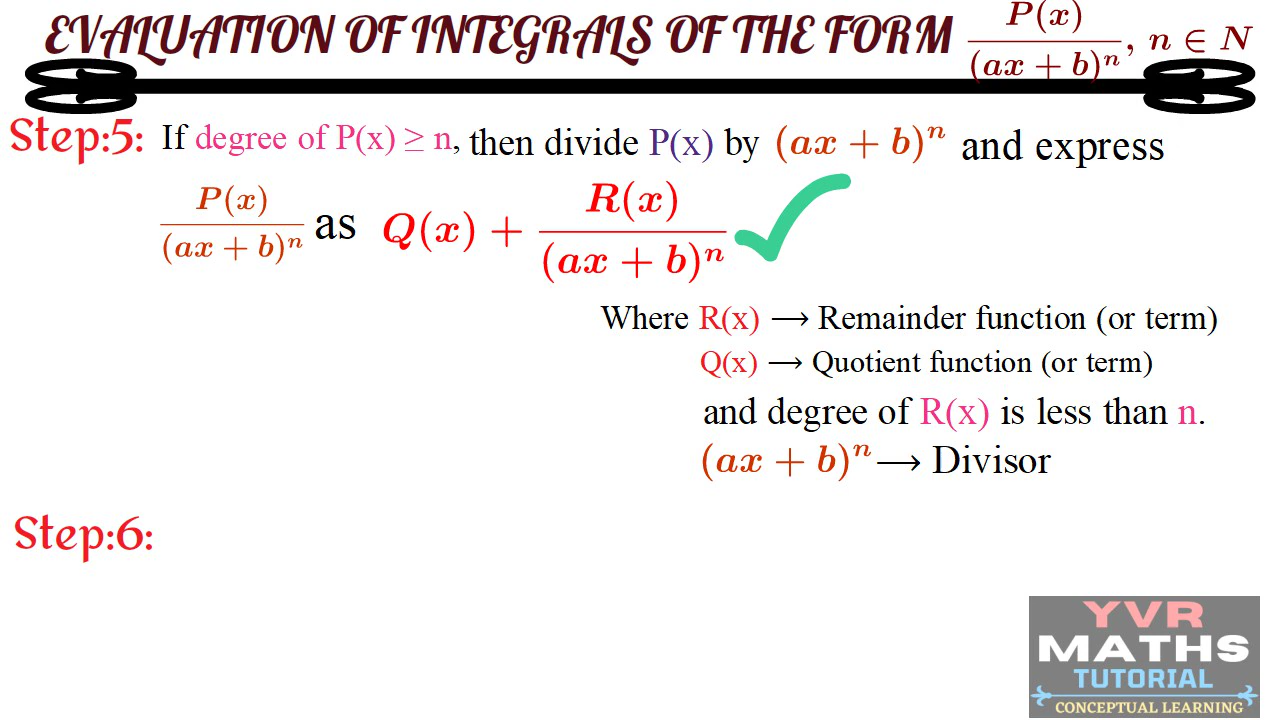 EVALUATION OF INTEGRALS OF THE FORM P(x)/(ax + b)ⁿ, n ∈ N
Step:5: If degree of P(x) ≥ n, then divide P(x) by (ax + b)ⁿ and express
P(x)/(ax + b)ⁿ as Q(x) + R(x)/(ax + b)ⁿ
Where R(x) ⟶ Remainder function (or term)
Q(x) ⟶ Quotient function (or term)
and degree of R(x) is less than n.
(ax + b)ⁿ ⟶ Divisor
Step:6:
YVR
MATHS
TUTORIAL
CONCEPTUAL LEARNING